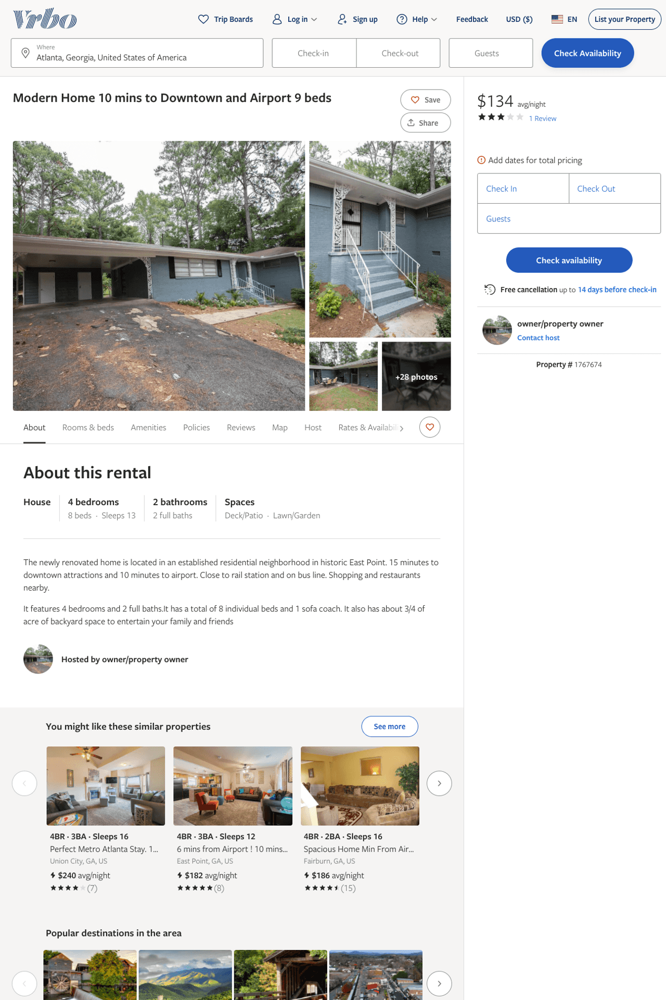 Vrbo
Trip Boards
Log in
Sign up
Help
Feedback
USD ($)
EN
List your Property
Where
Atlanta, Georgia, United States of America
Check-in
Check-out
Guests
Check Availability
Modern Home 10 mins to Downtown and Airport 9 beds
Save
Share
+28 photos
$134 avg/night
1 Review
Add dates for total pricing
Check In
Check Out
Guests
Check availability
Free cancellation up to 14 days before check-in
owner/property owner
Contact host
Property # 1767674
About
Rooms & beds
Amenities
Policies
Reviews
Map
Host
Rates & Availabili
About this rental
House
4 bedrooms
8 beds · Sleeps 13
2 bathrooms
2 full baths
Spaces
Deck/Patio · Lawn/Garden
The newly renovated home is located in an established residential neighborhood in historic East Point. 15 minutes to
downtown attractions and 10 minutes to airport. Close to rail station and on bus line. Shopping and restaurants
nearby.
It features 4 bedrooms and 2 full baths.It has a total of 8 individual beds and 1 sofa coach. It also has about 3/4 of
acre of backyard space to entertain your family and friends
Hosted by owner/property owner
You might like these similar properties
See more
4BR · 3BA · Sleeps 16
Perfect Metro Atlanta Stay. 1...
Union City, GA, US
$240 avg/night
(7)
4BR · 3BA · Sleeps 12
6 mins from Airport ! 10 mins...
East Point, GA, US
$182 avg/night
(8)
4BR · 2BA · Sleeps 16
Spacious Home Min From Air...
Fairburn, GA, US
$186 avg/night
(15)
Popular destinations in the area